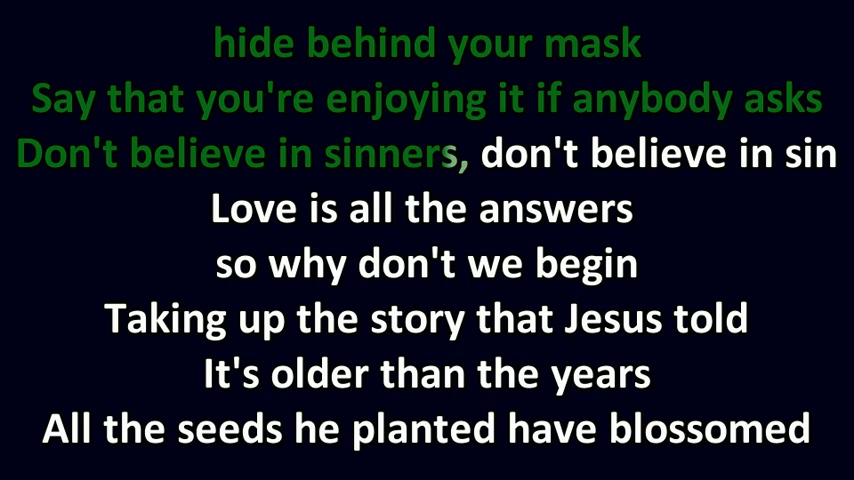 hide behind your mask
Say that you're enjoying it if anybody asks
Don't believe in sinners, don't believe in sin
Love is all the answers
so why don't we begin
Taking up the story that Jesus told
It's older than the years
All the seeds he planted have blossomed